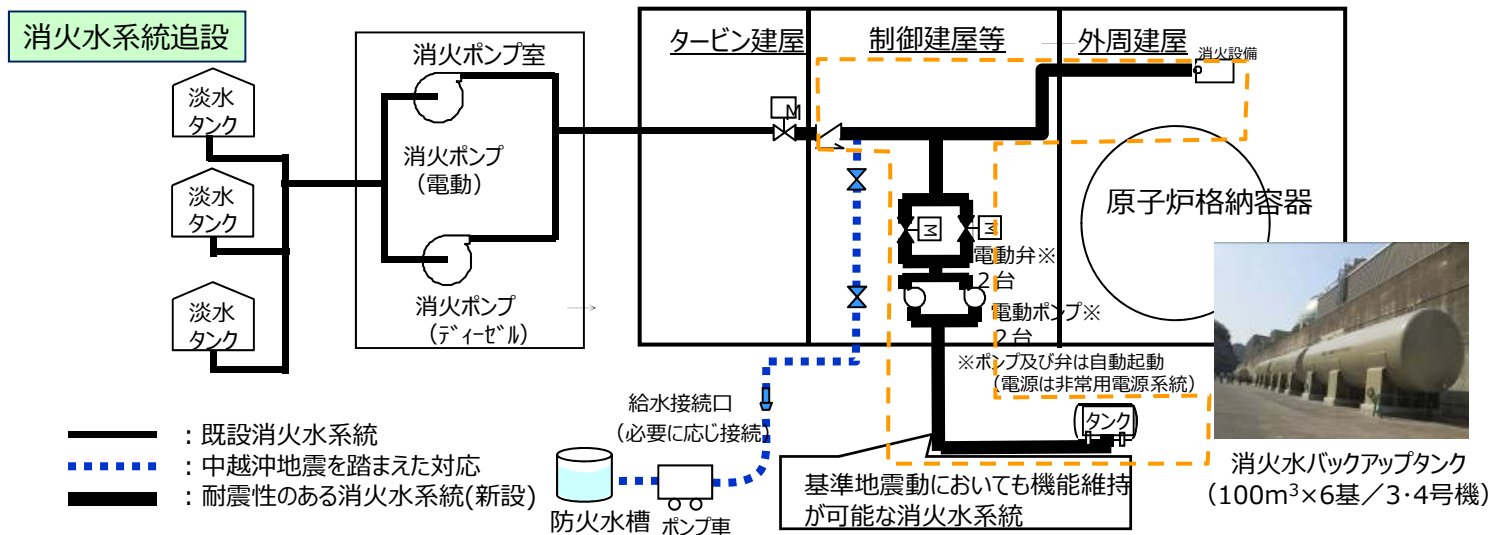 消火水系統追設
タービン建屋
制御建屋等
外周建屋
消火ポンプ室
消火設備
淡水
タンク
M
消火ポンプ
(電動)
淡水
タンク
原子炉格納容器
M
M
電動弁※
2台
消火ポンプ
(ﾃﾞｨｰｾﾞﾙ)
淡水
タンク
電動ポンプ※
2台
※ポンプ及び弁は自動起動
(電源は非常用電源系統)
給水接続口
(必要に応じ接続)
タンク
:既設消火水系統
:中越沖地震を踏まえた対応
:耐震性のある消火水系統(新設)
防火水槽
ポンプ車
基準地震動においても機能維持
が可能な消火水系統
消火水バックアップタンク
(100m³×6基/3・4号機)